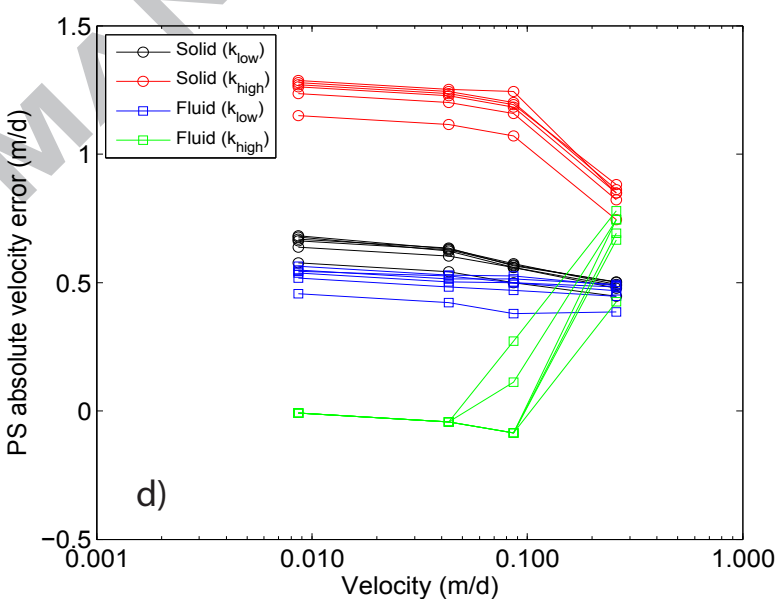 1.5
Solid (k_low)
Solid (k_high)
Fluid (k_low)
Fluid (k_high)
1
0.5
0
−0.5
PS absolute velocity error (m/d)
d)
0.001 0.010 0.100 1.000
Velocity (m/d)